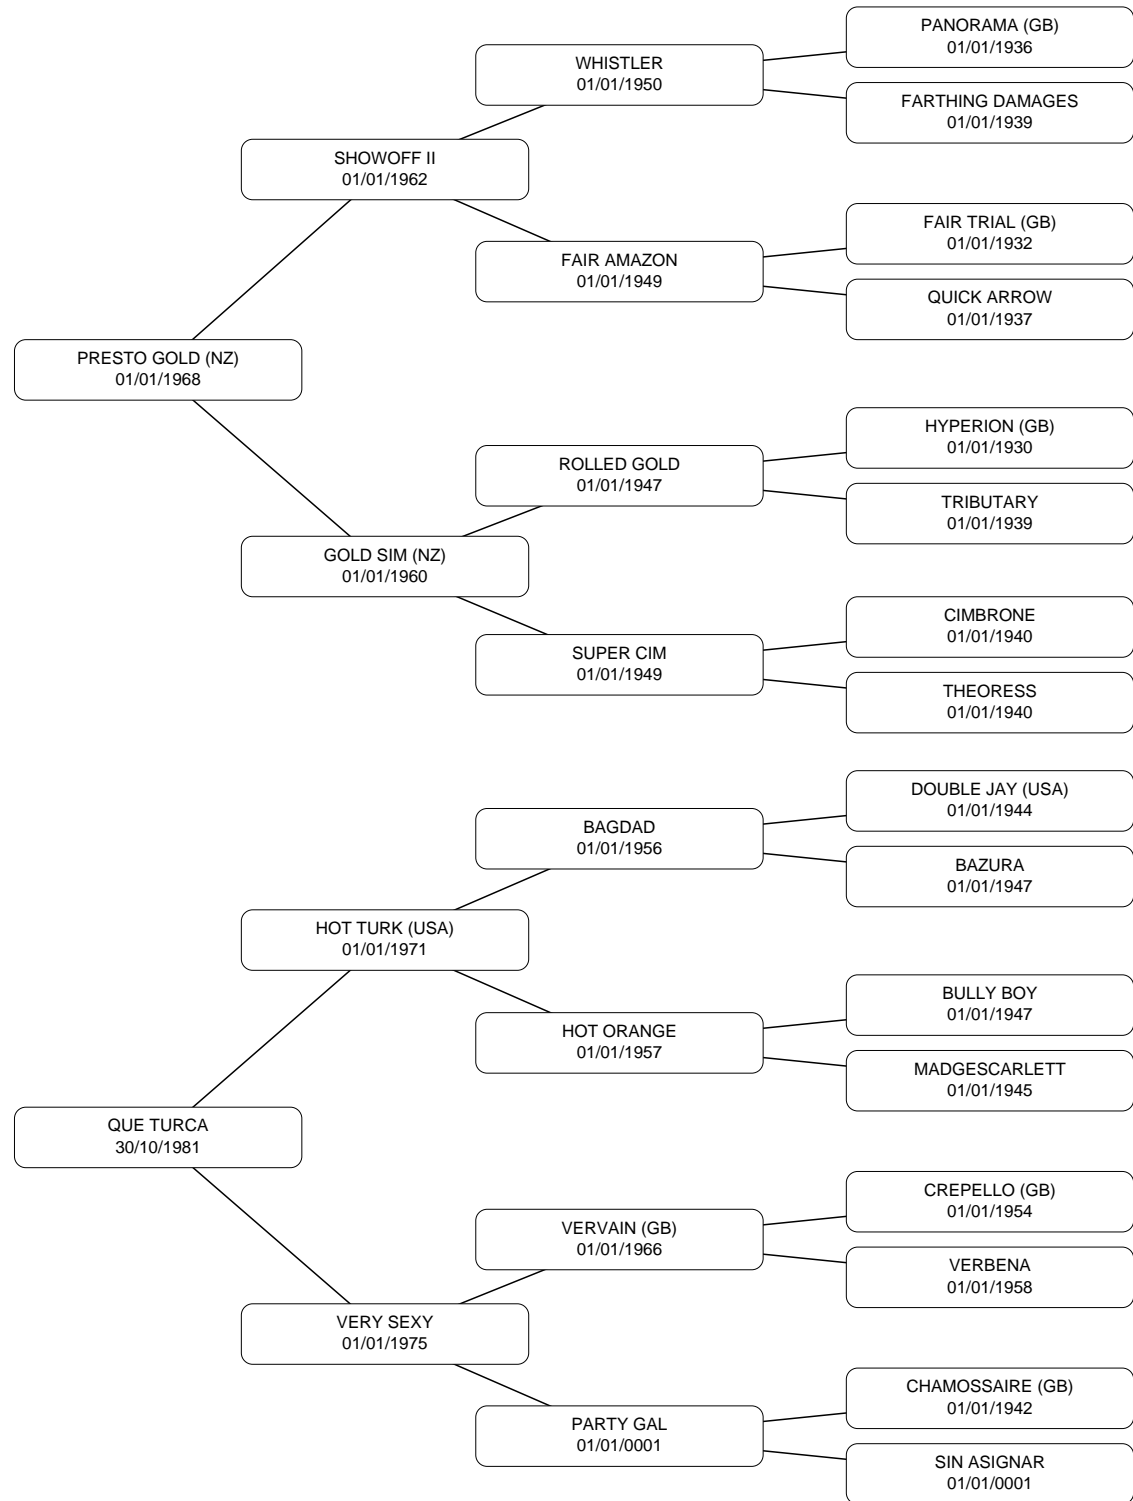 PANORAMA (GB)
01/01/1936
WHISTLER
01/01/1950
FARTHING DAMAGES
01/01/1939
SHOWOFF II
01/01/1962
FAIR TRIAL (GB)
01/01/1932
FAIR AMAZON
01/01/1949
QUICK ARROW
01/01/1937
PRESTO GOLD (NZ)
01/01/1968
HYPERION (GB)
01/01/1930
ROLLED GOLD
01/01/1947
TRIBUTARY
01/01/1939
GOLD SIM (NZ)
01/01/1960
CIMBRONE
01/01/1940
SUPER CIM
01/01/1949
THEORESS
01/01/1940
DOUBLE JAY (USA)
01/01/1944
BAGDAD
01/01/1956
BAZURA
01/01/1947
HOT TURK (USA)
01/01/1971
BULLY BOY
01/01/1947
HOT ORANGE
01/01/1957
MADGESCARLETT
01/01/1945
QUE TURCA
30/10/1981
CREPELLO (GB)
01/01/1954
VERVAIN (GB)
01/01/1966
VERBENA
01/01/1958
VERY SEXY
01/01/1975
CHAMOSSAIRE (GB)
01/01/1942
PARTY GAL
01/01/0001
SIN ASIGNAR
01/01/0001